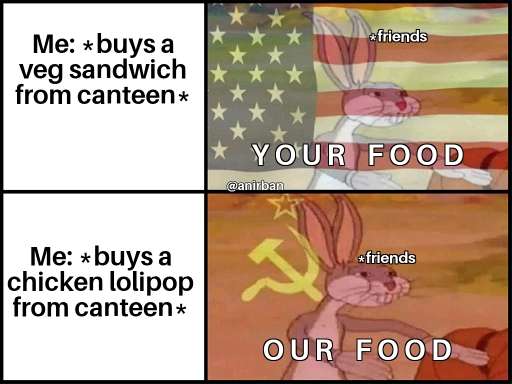 Me: *buys a
veg sandwich
from canteen*
*friends
YOUR FOOD
@anirban
Me: *buys a
chicken lolipop
from canteen*
*friends
OUR FOOD